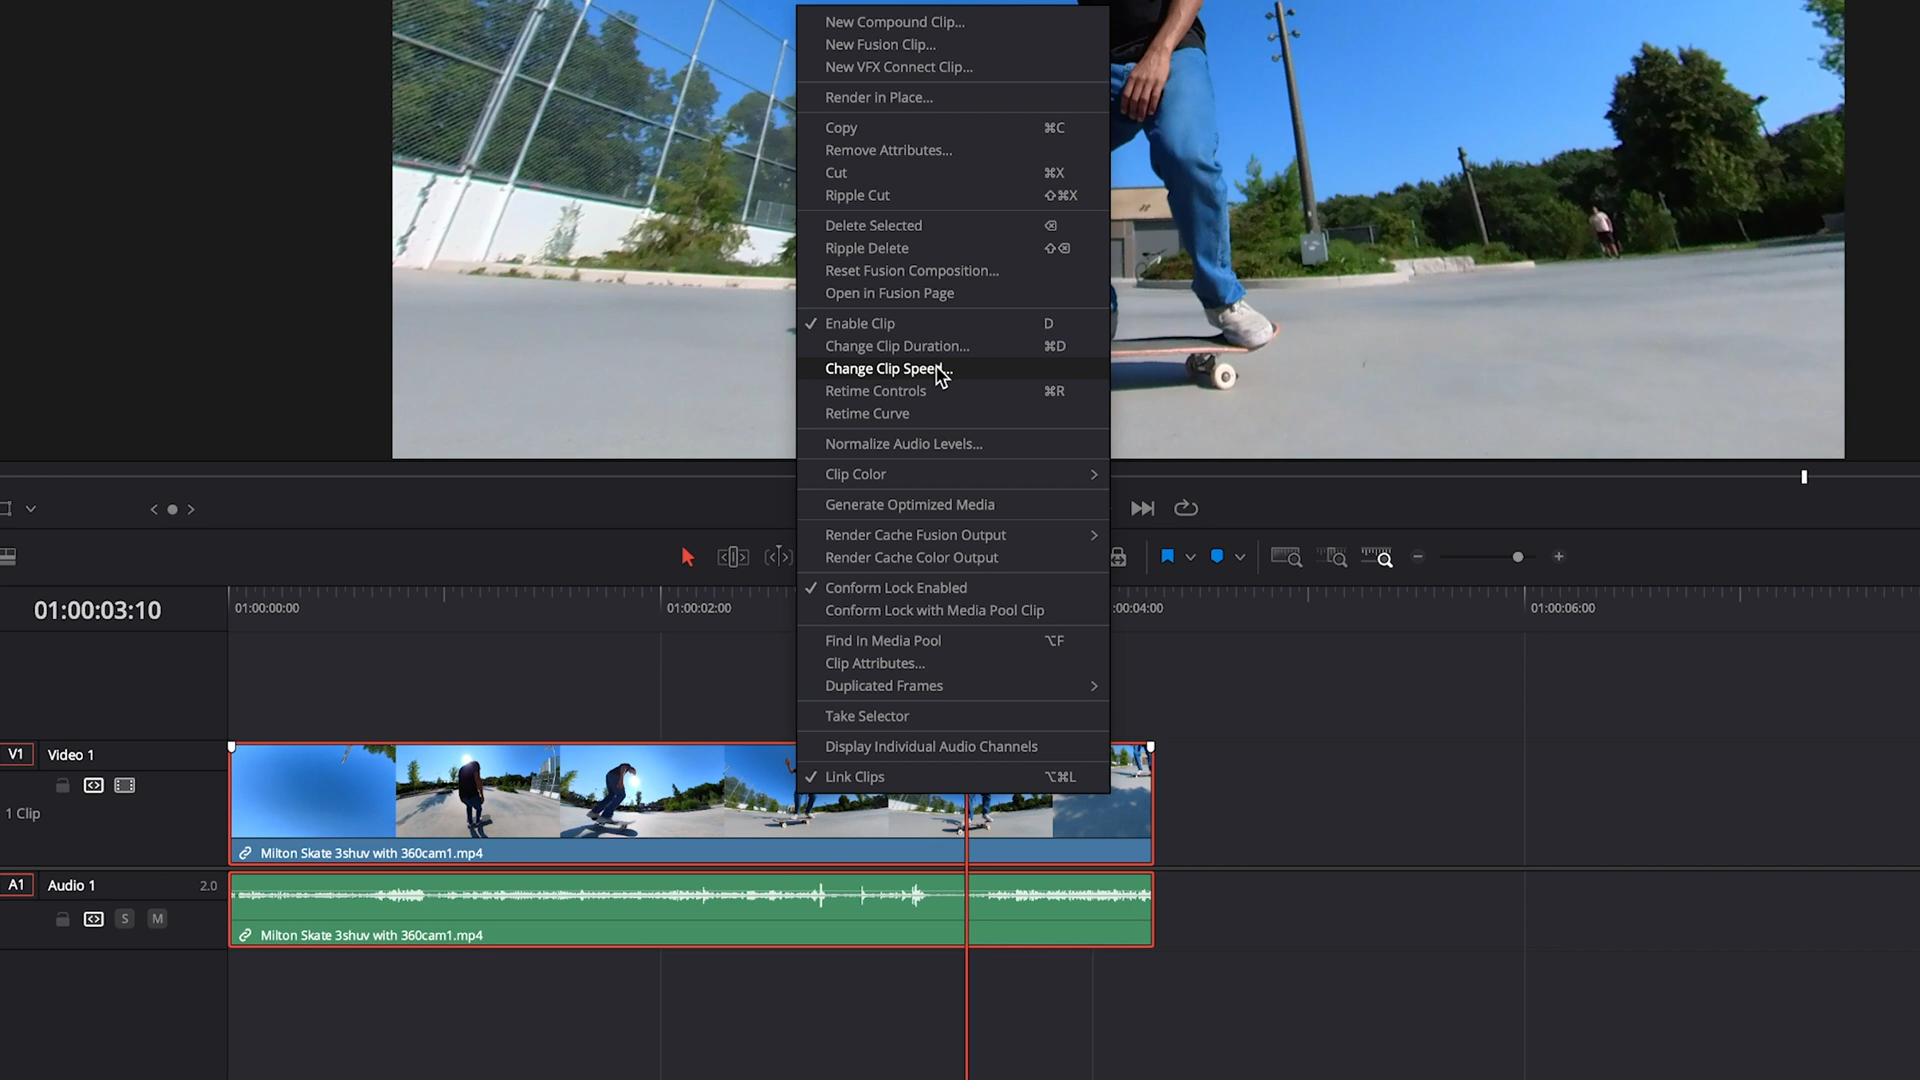 New Compound Clip...
New Fusion Clip...
New VFX Connect Clip...
Render in Place...
Copy ⌘C
Remove Attributes...
Cut ⌘X
Ripple Cut ⇧⌘X
Delete Selected ⌫
Ripple Delete ⇧⌫
Reset Fusion Composition...
Open in Fusion Page
✓ Enable Clip D
Change Clip Duration... ⌘D
Change Clip Speed...
Retime Controls ⌘R
Retime Curve
Normalize Audio Levels...
Clip Color >
Generate Optimized Media
Render Cache Fusion Output >
Render Cache Color Output
✓ Conform Lock Enabled
Conform Lock with Media Pool Clip
Find In Media Pool ⌥F
Clip Attributes...
Duplicated Frames >
Take Selector
Display Individual Audio Channels
✓ Link Clips ⌥⌘L
01:00:03:10
01:00:00:00 01:00:02:00 :00:04:00 01:00:06:00
V1 Video 1
1 Clip
Milton Skate 3shuv with 360cam1.mp4
A1 Audio 1 2.0
S M
Milton Skate 3shuv with 360cam1.mp4